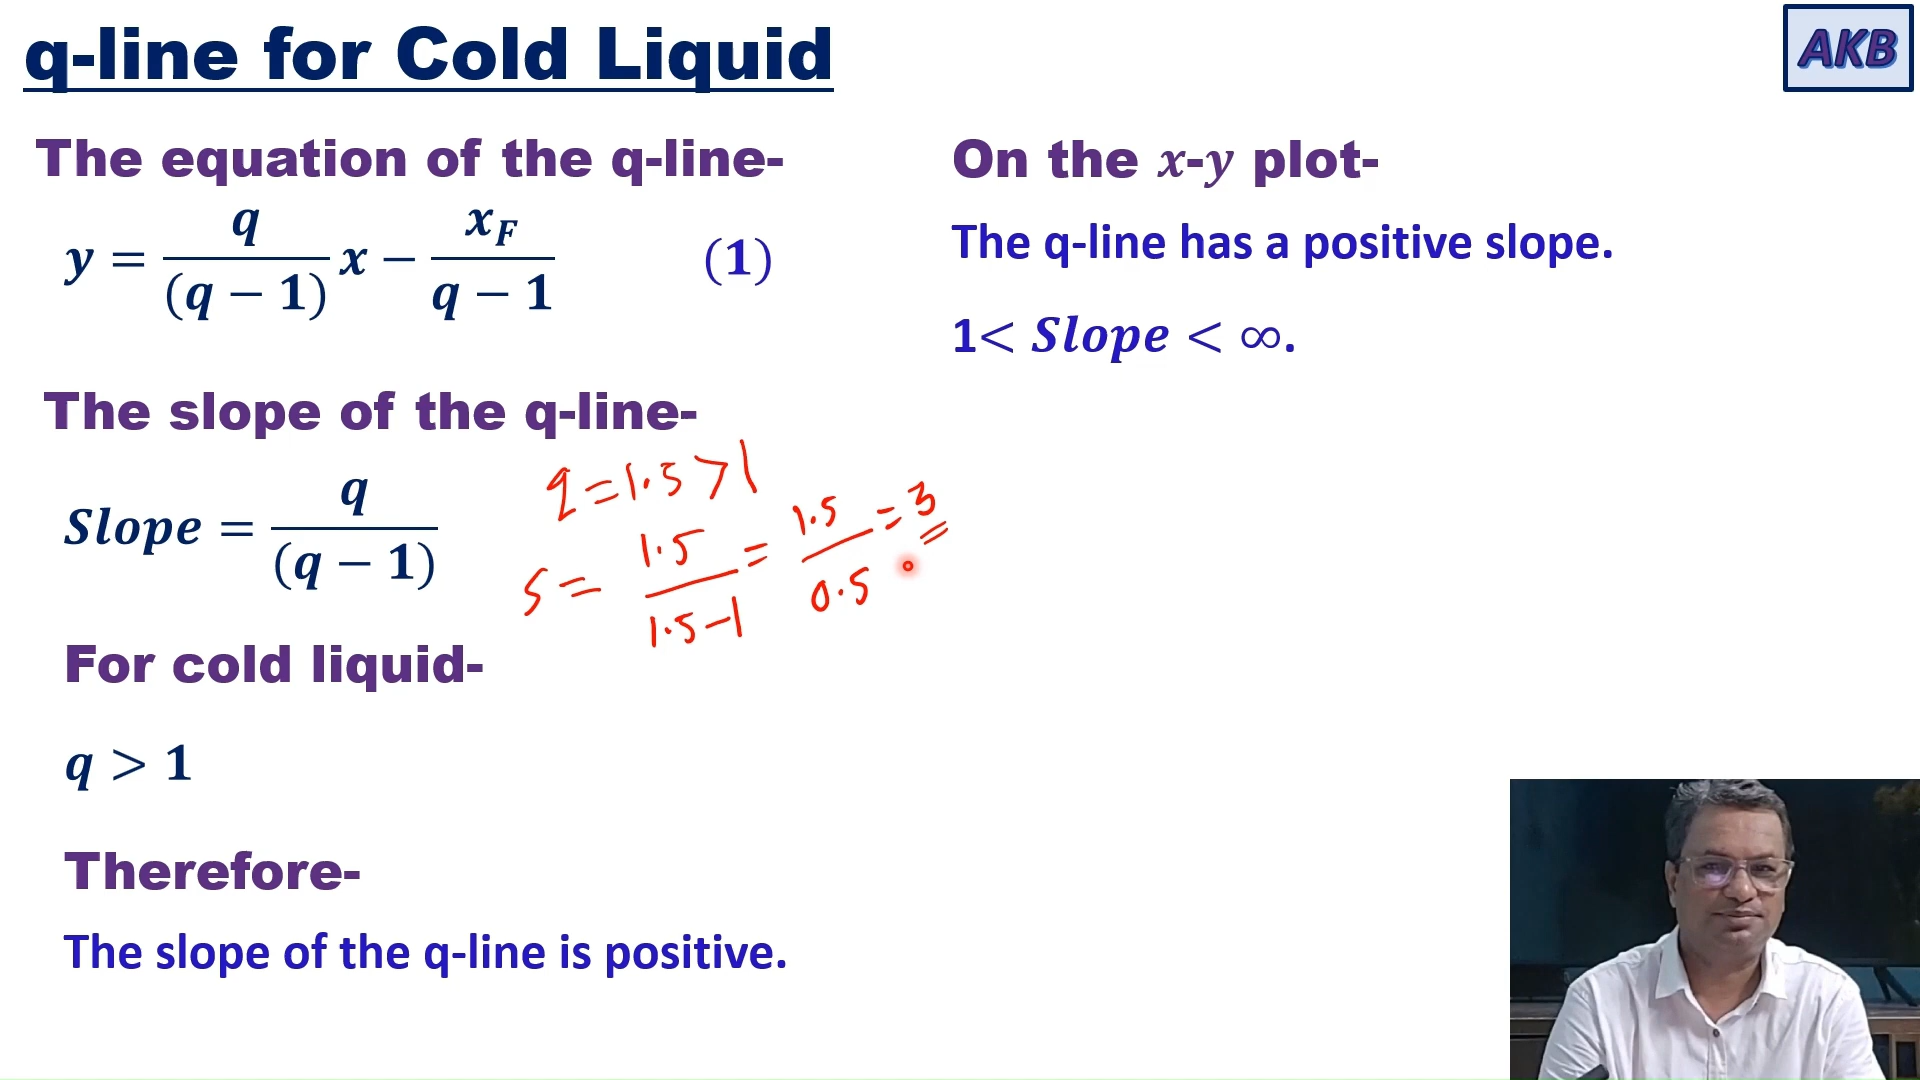 q-line for Cold Liquid
AKB
The equation of the q-line-
y = q/(q − 1) x − x_F/(q − 1) (1)
The slope of the q-line-
Slope = q/(q − 1)
q = 1.5 > 1
S = 1.5/(1.5 − 1) = 1.5/0.5 = 3
For cold liquid-
q > 1
Therefore-
The slope of the q-line is positive.
On the x-y plot-
The q-line has a positive slope.
1< Slope < ∞.